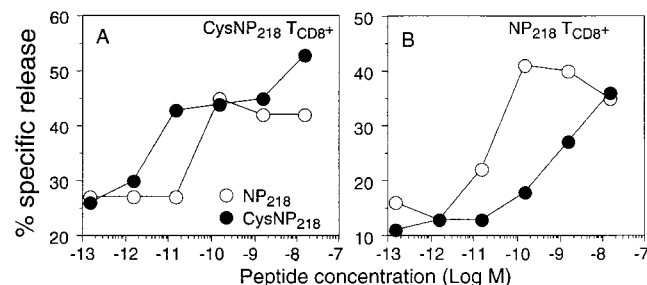 A
CysNP218 TCD8+
B
NP218 TCD8+
% specific release
60
50
40
30
20
50
40
30
20
10
NP218
CysNP218
-13 -12 -11 -10 -9 -8 -7
-13 -12 -11 -10 -9 -8 -7
Peptide concentration (Log M)